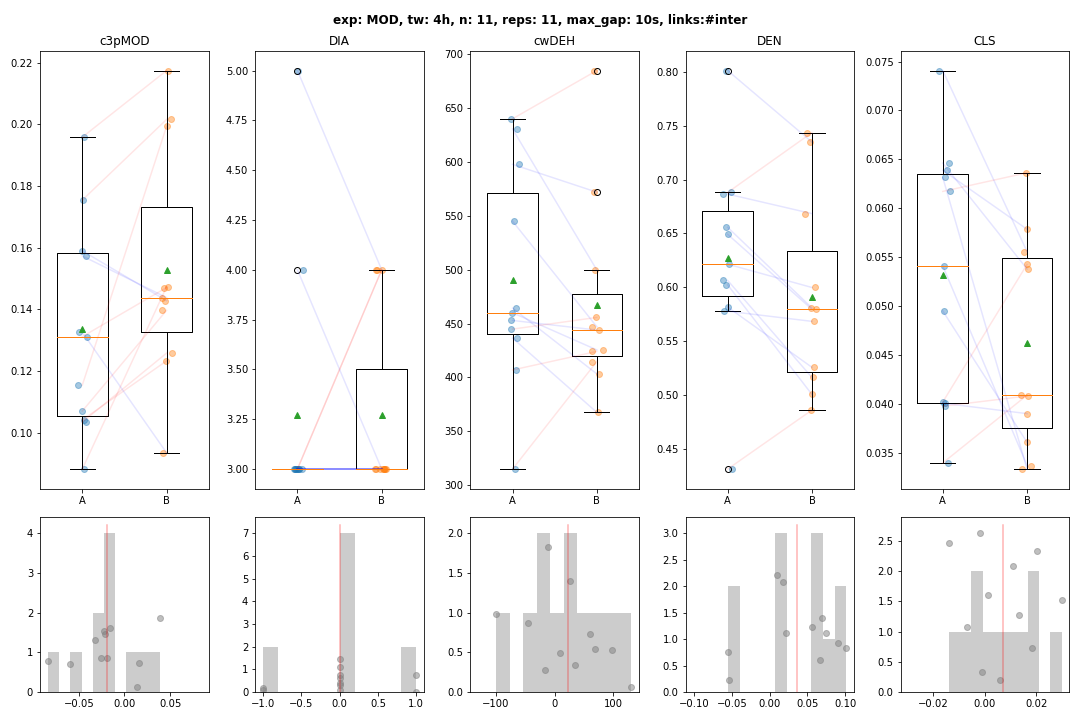 exp: MOD, tw: 4h, n: 11, reps: 11, max_gap: 10s, links:#inter
c3pMOD DIA cwDEH DEN CLS
0.22 5.00 700 0.80 0.075
0.20 4.75 650 0.75 0.070
0.18 4.50 600 0.70 0.065
0.16 4.25 550 0.65 0.060
0.14 4.00 500 0.60 0.055
0.12 3.75 450 0.55 0.050
0.10 3.50 400 0.50 0.045
3.25 350 0.45 0.040
3.00 300 0.035
A B A B A B A B A B
4 7 2.0 3.0 2.5
3 6 1.5 2.5 2.0
2 5 1.0 2.0 1.5
1 4 0.5 1.5 1.0
0 3 0.0 1.0 0.5
2 0.5 0.0
1 0.0
0
−0.05 0.00 0.05 −1.0 −0.5 0.0 0.5 1.0 −100 0 100 −0.10 −0.05 0.00 0.05 0.10 −0.02 0.00 0.02